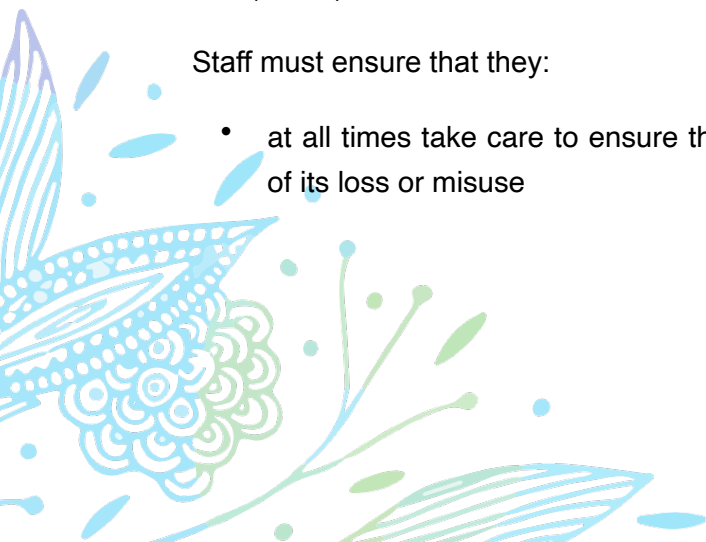 Staff must ensure that they:
• at all times take care to ensure th
of its loss or misuse